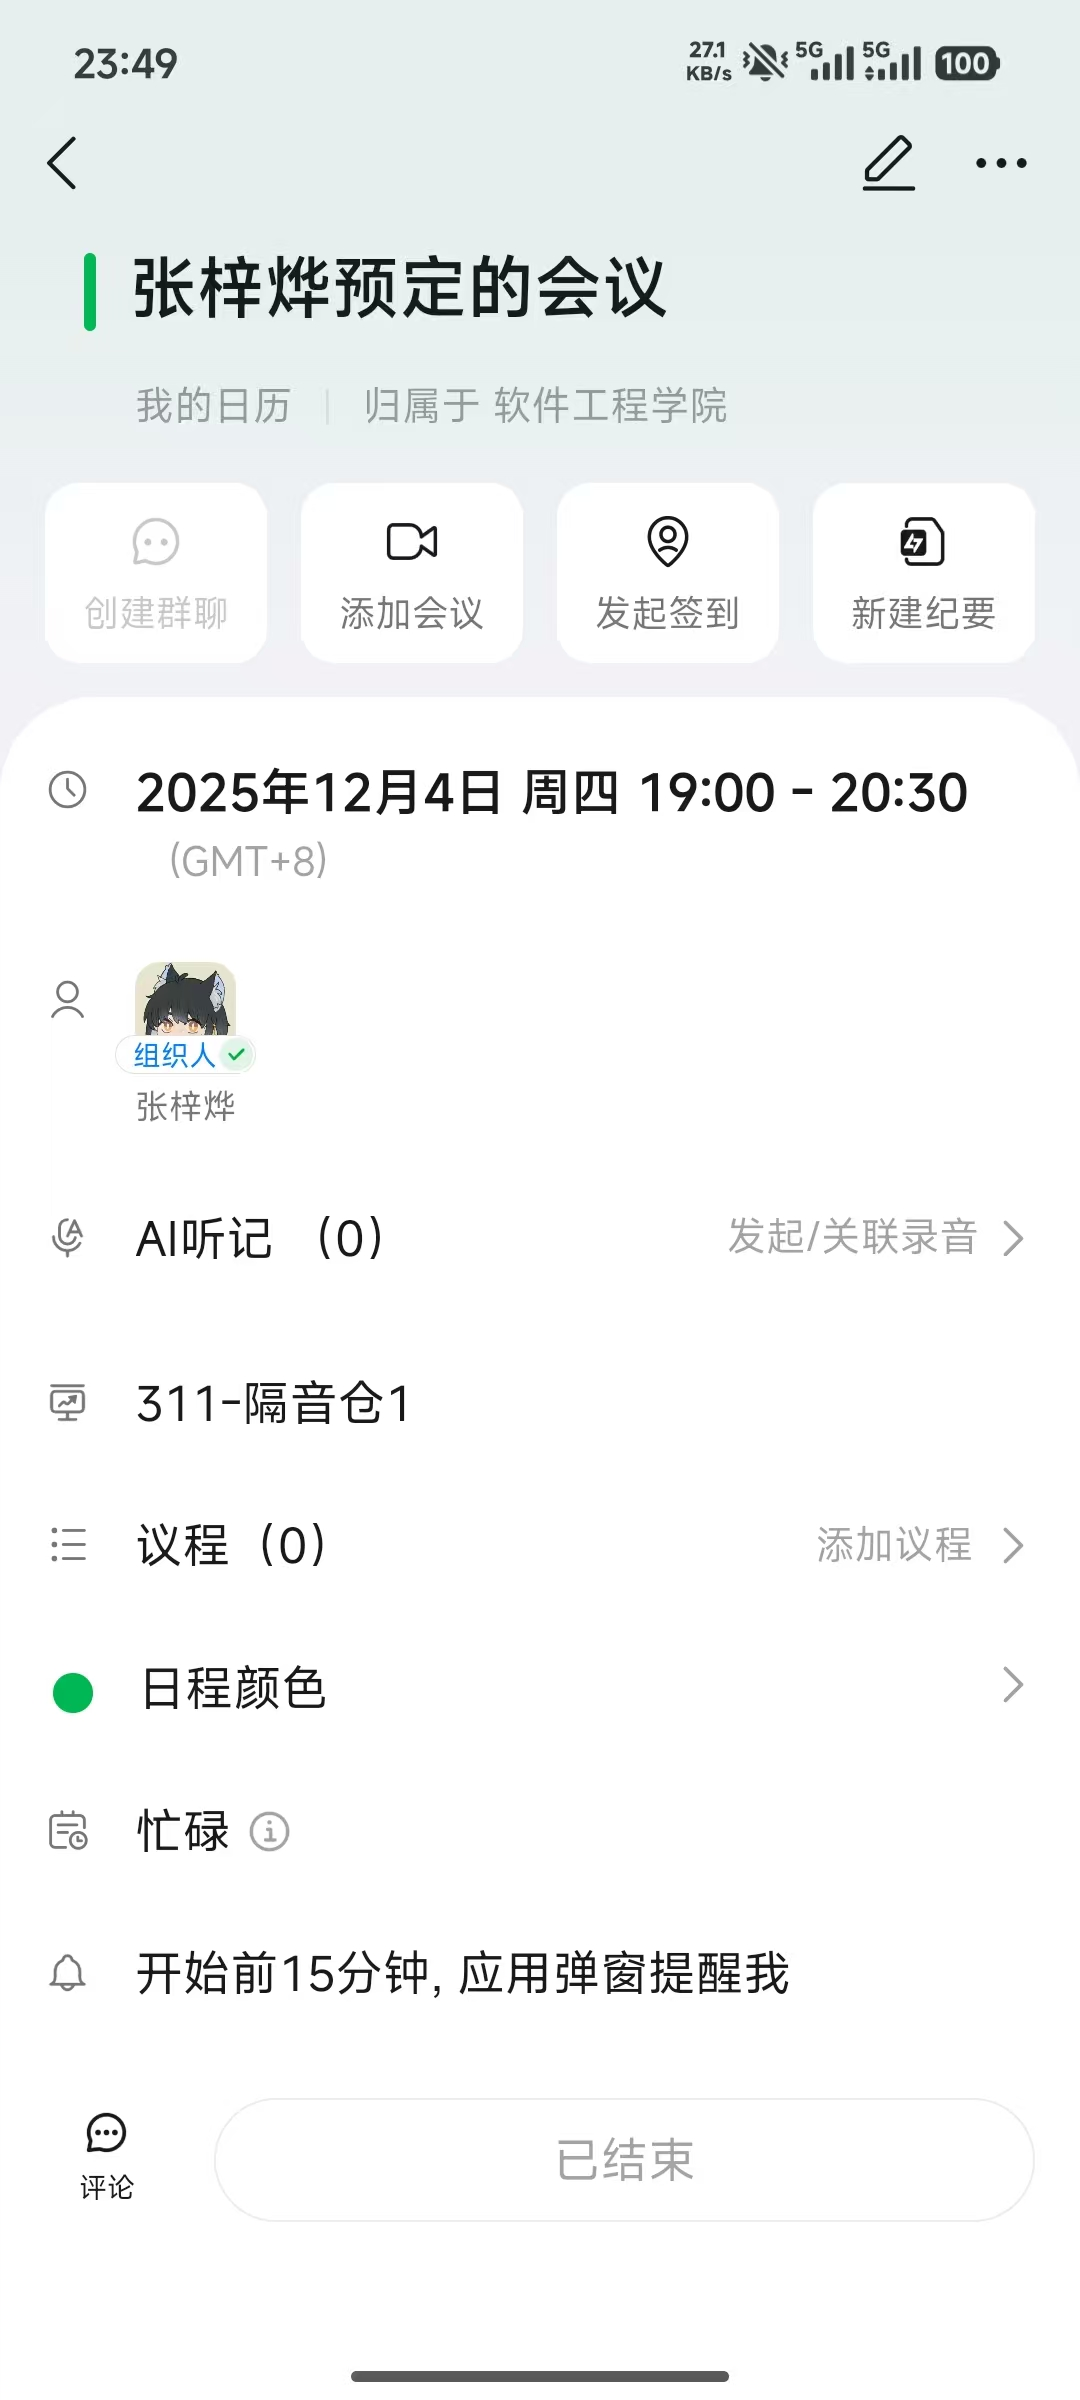 23:49
27.1
KB/s
5G
5G
100
张梓烨预定的会议
我的日历 | 归属于 软件工程学院
创建群聊
添加会议
发起签到
新建纪要
2025年12月4日 周四 19:00 - 20:30
(GMT+8)
组织人
张梓烨
AI听记 (0)
发起/关联录音
311-隔音仓1
议程 (0)
添加议程
日程颜色
忙碌
开始前15分钟, 应用弹窗提醒我
评论
已结束